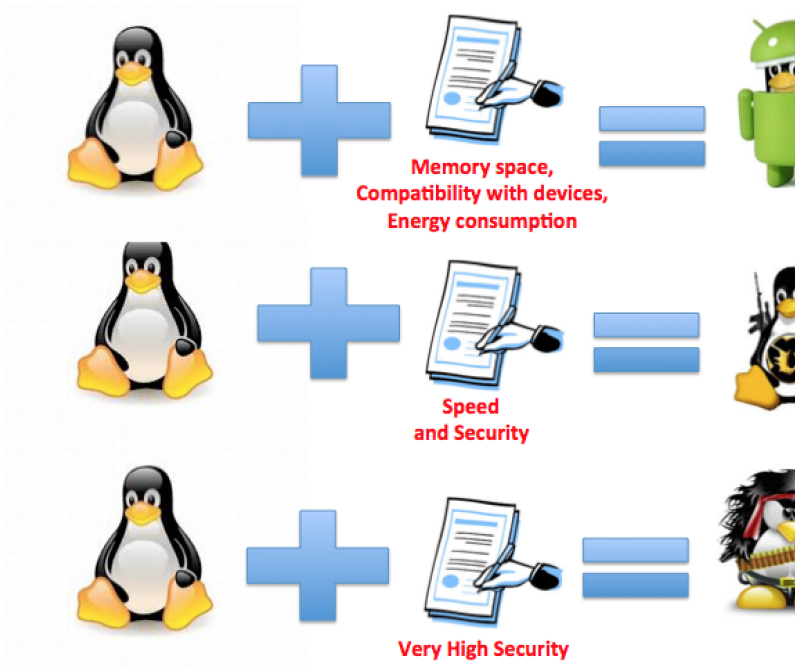 Memory space,
Compatibility with devices,
Energy consumption
Speed
and Security
Very High Security